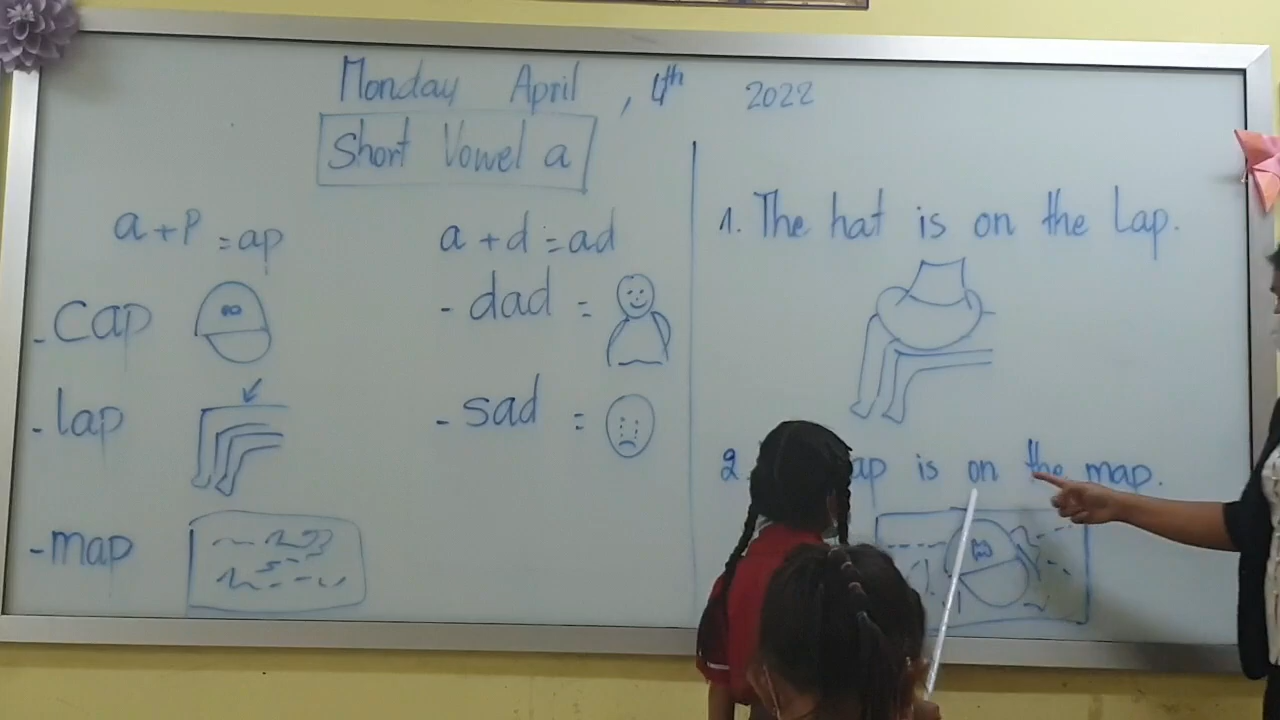 Monday April, 4th 2022
Short Vowel a
a + p = ap
- cap
- lap
- map
a + d = ad
- dad =
- sad =
1. The hat is on the Lap.
2. is on the map.